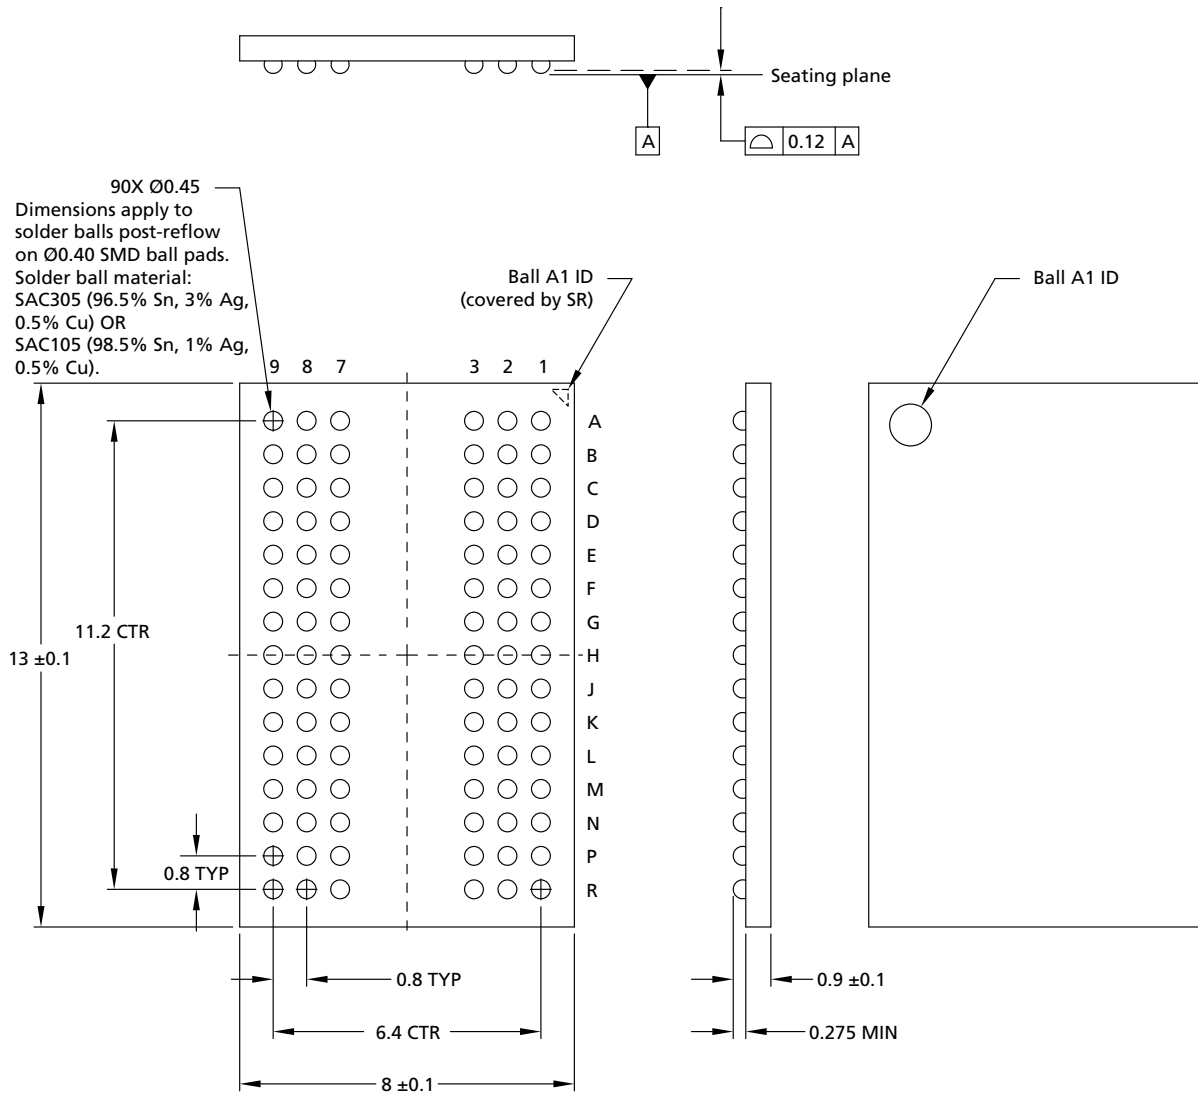 Seating plane
A
0.12 A
90X Ø0.45
Dimensions apply to
solder balls post-reflow
on Ø0.40 SMD ball pads.
Solder ball material:
SAC305 (96.5% Sn, 3% Ag,
0.5% Cu) OR
SAC105 (98.5% Sn, 1% Ag,
0.5% Cu).
Ball A1 ID
(covered by SR)
Ball A1 ID
9 8 7 3 2 1
A
B
C
D
E
F
G
H
J
K
L
M
N
P
R
11.2 CTR
13 ±0.1
0.8 TYP
0.8 TYP
0.9 ±0.1
6.4 CTR
0.275 MIN
8 ±0.1